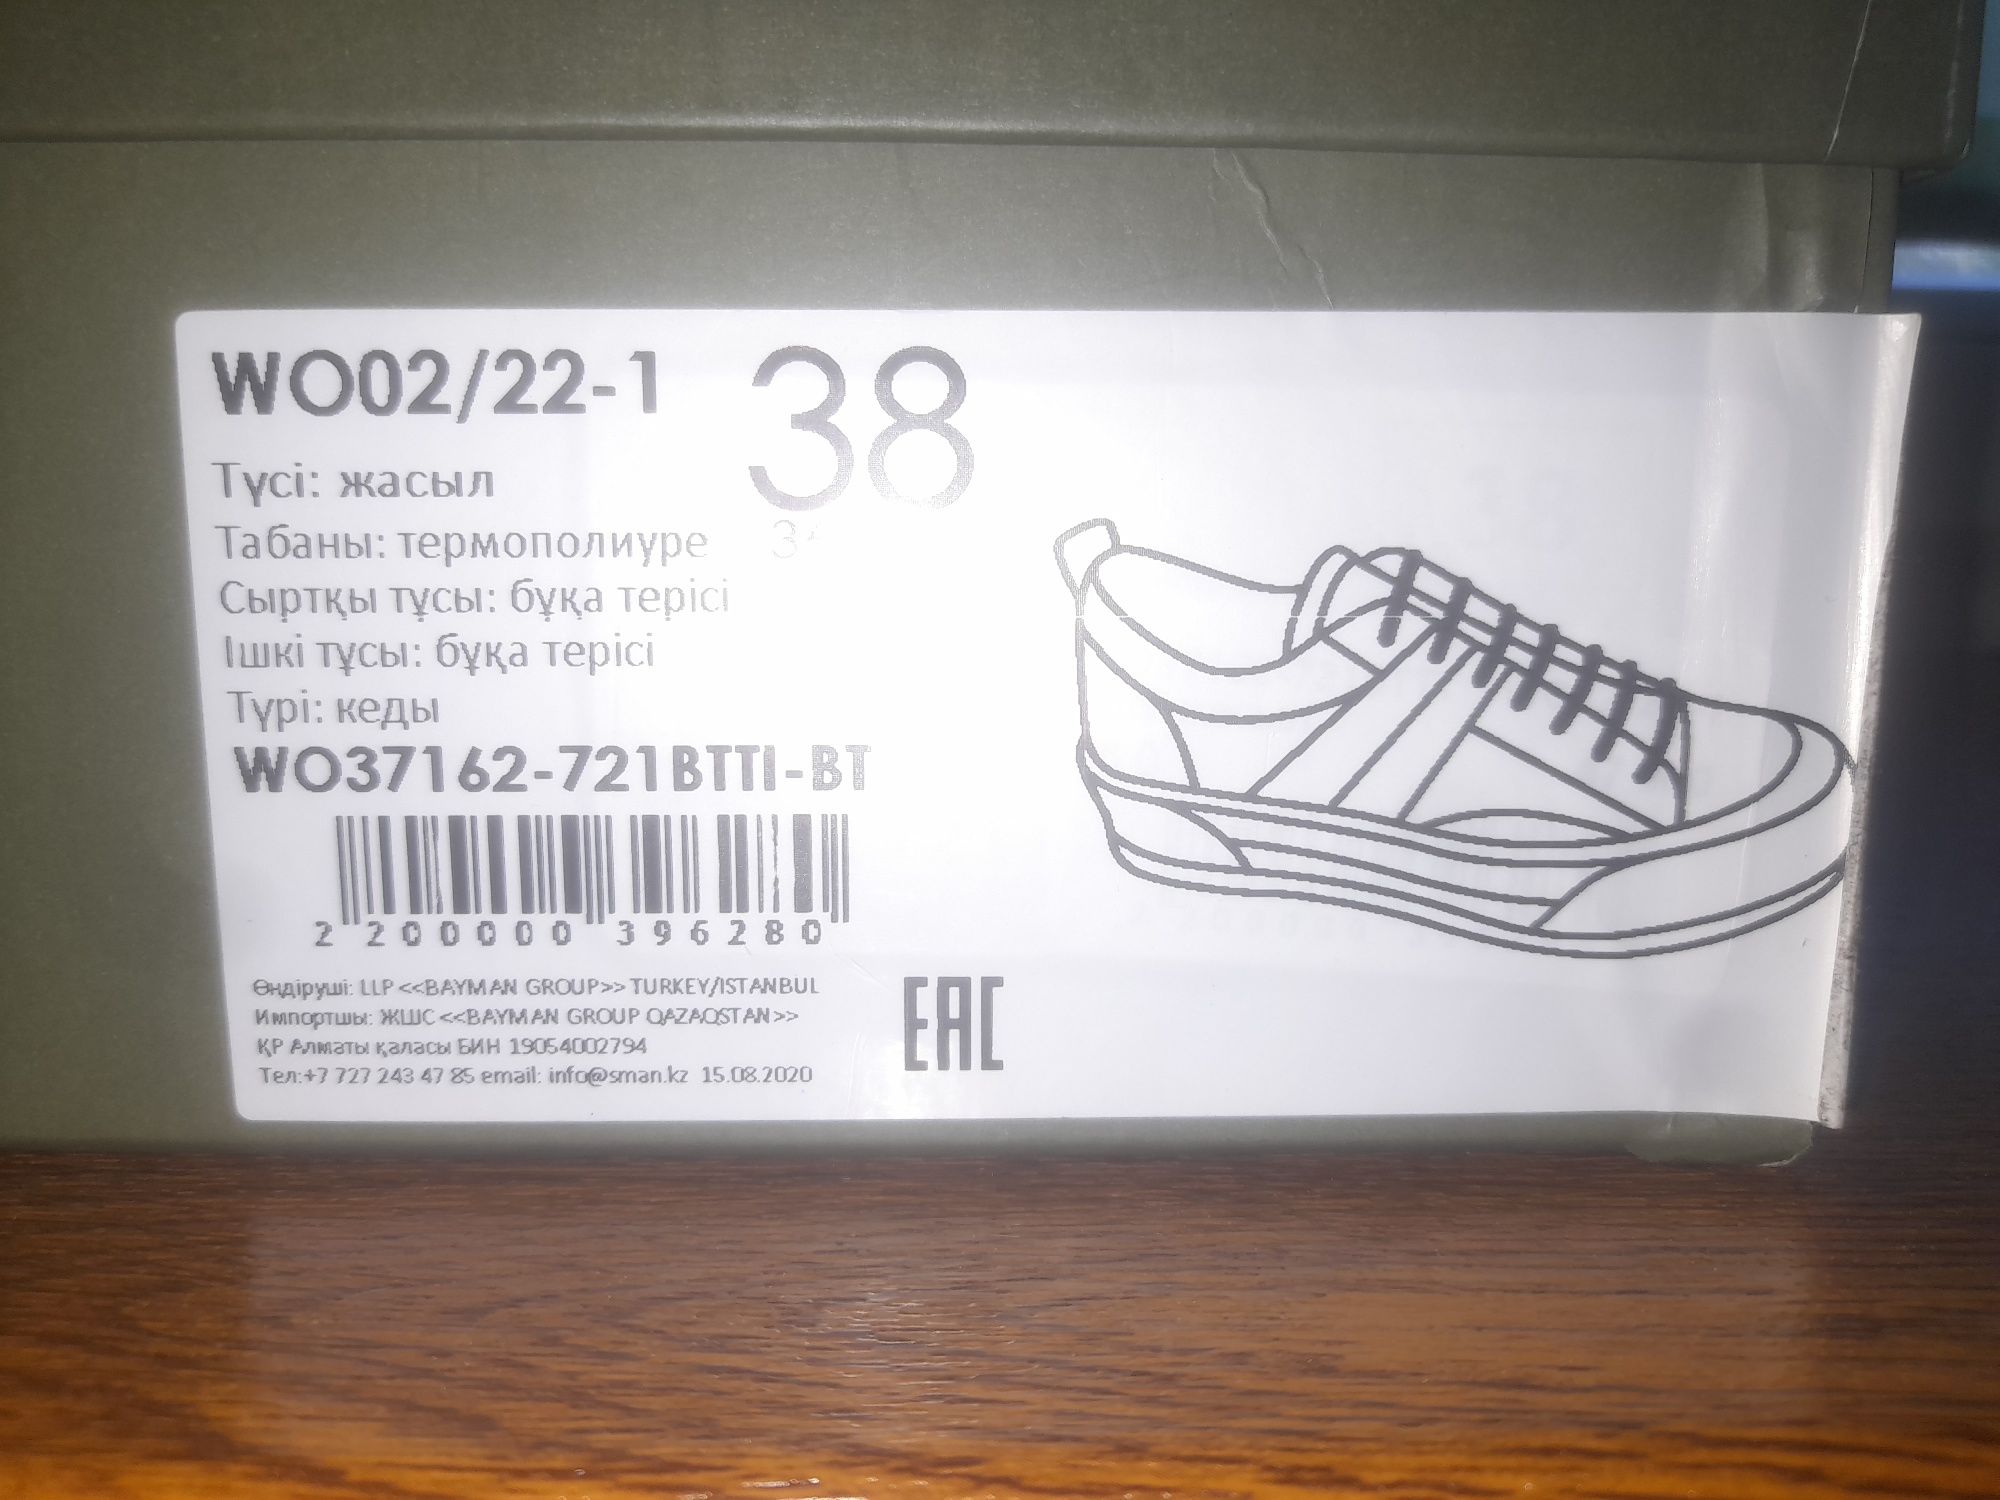 WO02/22-1
38
Түсі: жасыл
Табаны: термополиуре
Сыртқы тұсы: бұқа терісі
Ішкі тұсы: бұқа терісі
Түрі: кеды
WO37162-721BTTI-BT
2 200000 396280
Өндіруші: LLP <<BAYMAN GROUP>> TURKEY/ISTANBUL
Импортшы: ЖШС <<BAYMAN GROUP QAZAQSTAN>>
ҚР Алматы қаласы БИН 19054002794
Тел:+7 727 243 47 85 email: info@sman.kz 15.08.2020
EAC